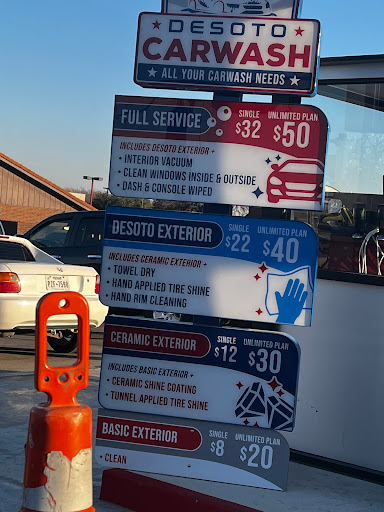 DESOTO
CARWASH
★ ALL YOUR CARWASH NEEDS ★
FULL SERVICE
SINGLE
$32
UNLIMITED PLAN
$50
INCLUDES DESOTO EXTERIOR +
• INTERIOR VACUUM
• CLEAN WINDOWS INSIDE & OUTSIDE
• DASH & CONSOLE WIPED
DESOTO EXTERIOR
SINGLE
$22
UNLIMITED PLAN
$40
INCLUDES CERAMIC EXTERIOR +
• TOWEL DRY
• HAND APPLIED TIRE SHINE
• HAND RIM CLEANING
CERAMIC EXTERIOR
SINGLE
$12
UNLIMITED PLAN
$30
INCLUDES BASIC EXTERIOR +
• CERAMIC SHINE COATING
• TUNNEL APPLIED TIRE SHINE
BASIC EXTERIOR
SINGLE
$8
UNLIMITED PLAN
$20
• CLEAN